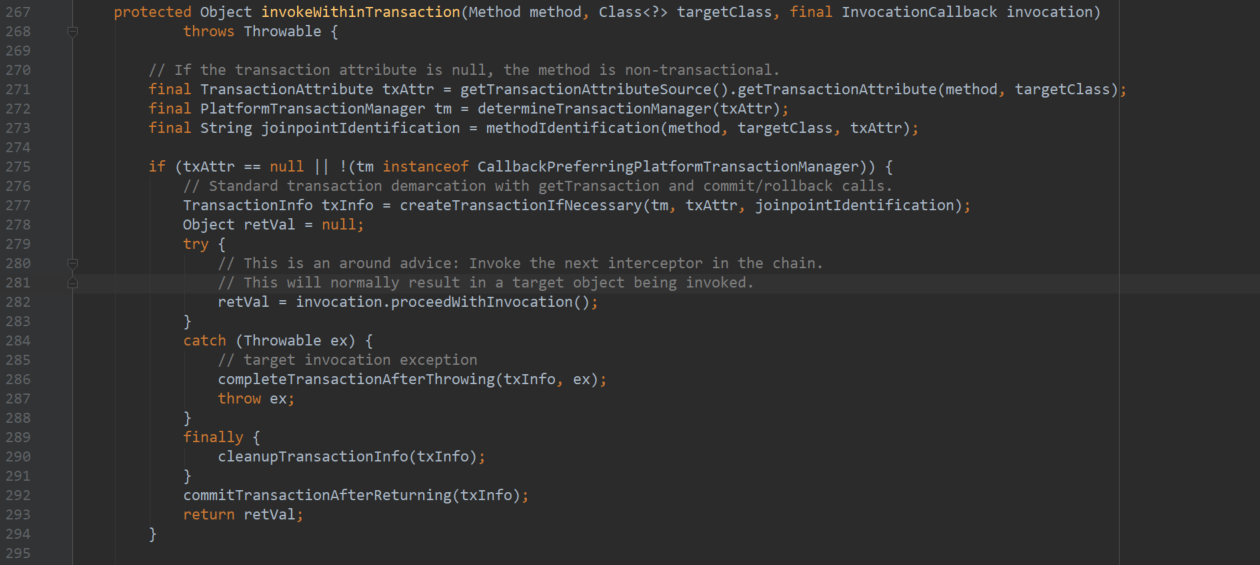 267 protected Object invokeWithinTransaction(Method method, Class<?> targetClass, final InvocationCallback invocation)
268 throws Throwable {
269
270 // If the transaction attribute is null, the method is non-transactional.
271 final TransactionAttribute txAttr = getTransactionAttributeSource().getTransactionAttribute(method, targetClass);
272 final PlatformTransactionManager tm = determineTransactionManager(txAttr);
273 final String joinpointIdentification = methodIdentification(method, targetClass, txAttr);
274
275 if (txAttr == null || !(tm instanceof CallbackPreferringPlatformTransactionManager)) {
276 // Standard transaction demarcation with getTransaction and commit/rollback calls.
277 TransactionInfo txInfo = createTransactionIfNecessary(tm, txAttr, joinpointIdentification);
278 Object retVal = null;
279 try {
280 // This is an around advice: Invoke the next interceptor in the chain.
281 // This will normally result in a target object being invoked.
282 retVal = invocation.proceedWithInvocation();
283 }
284 catch (Throwable ex) {
285 // target invocation exception
286 completeTransactionAfterThrowing(txInfo, ex);
287 throw ex;
288 }
289 finally {
290 cleanupTransactionInfo(txInfo);
291 }
292 commitTransactionAfterReturning(txInfo);
293 return retVal;
294 }
295